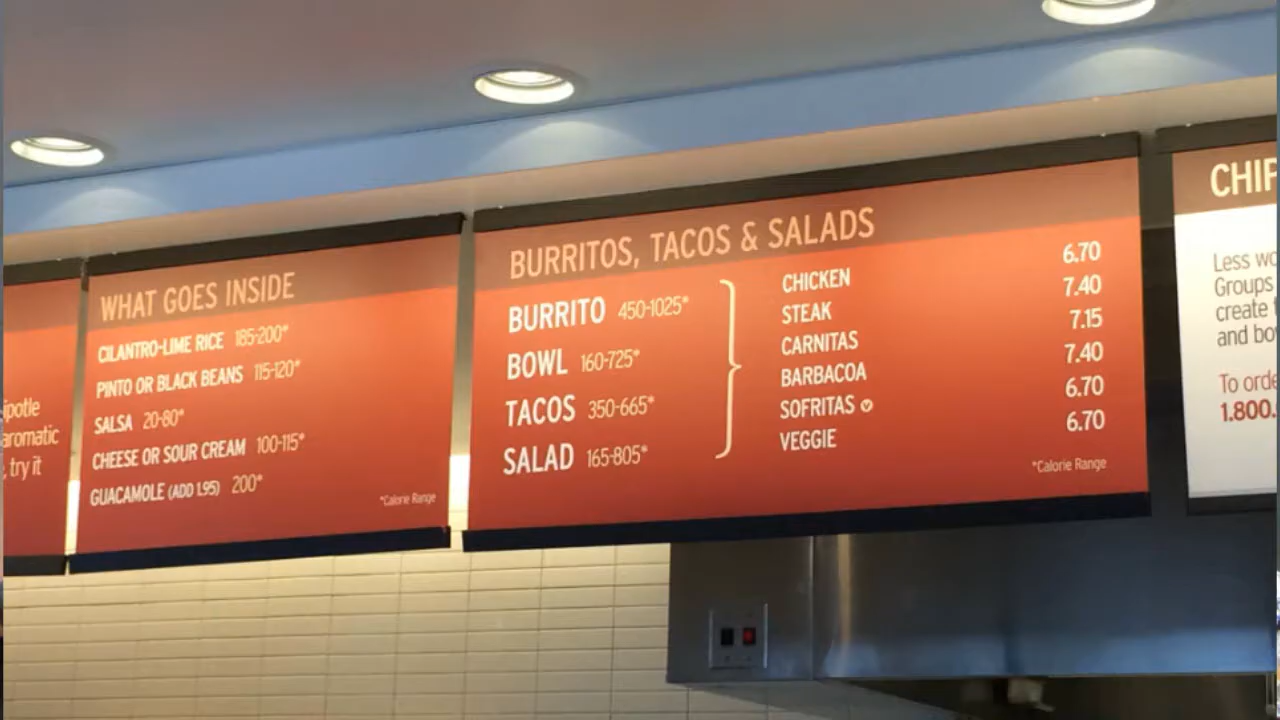 ipotle
aromatic
, try it
WHAT GOES INSIDE
CILANTRO-LIME RICE 185-200*
PINTO OR BLACK BEANS 115-120*
SALSA 20-80*
CHEESE OR SOUR CREAM 100-115*
GUACAMOLE (ADD 1.95) 200*
*Calorie Range
BURRITOS, TACOS & SALADS
BURRITO 450-1025*
BOWL 160-725*
TACOS 350-665*
SALAD 165-805*
CHICKEN 6.70
STEAK 7.40
CARNITAS 7.15
BARBACOA 7.40
SOFRITAS 6.70
VEGGIE 6.70
*Calorie Range
CHIP
Less wo
Groups
create
and bo
To orde
1.800.